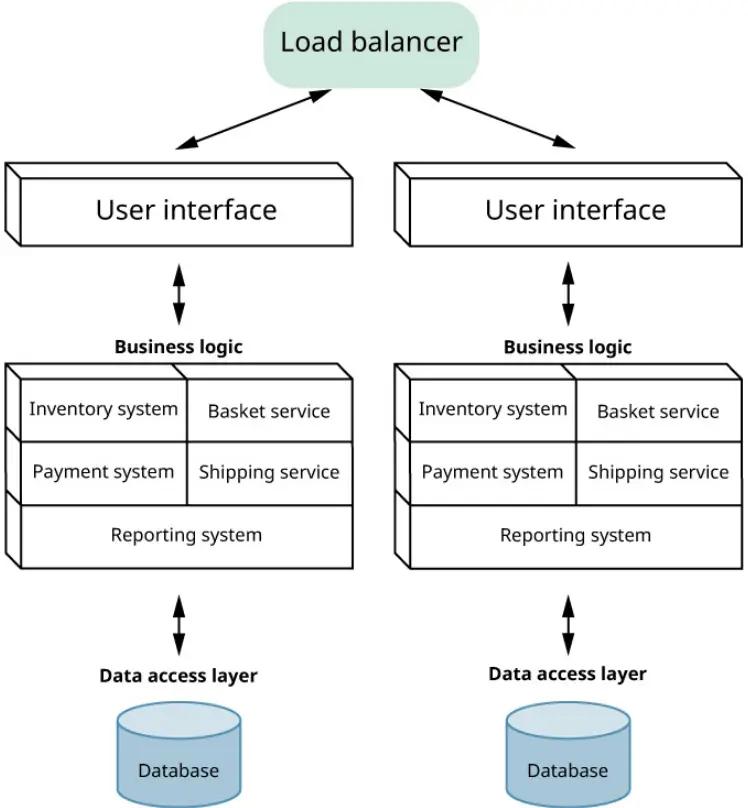 Load balancer
User interface
User interface
Business logic
Business logic
Inventory system
Basket service
Inventory system
Basket service
Payment system
Shipping service
Payment system
Shipping service
Reporting system
Reporting system
Data access layer
Data access layer
Database
Database